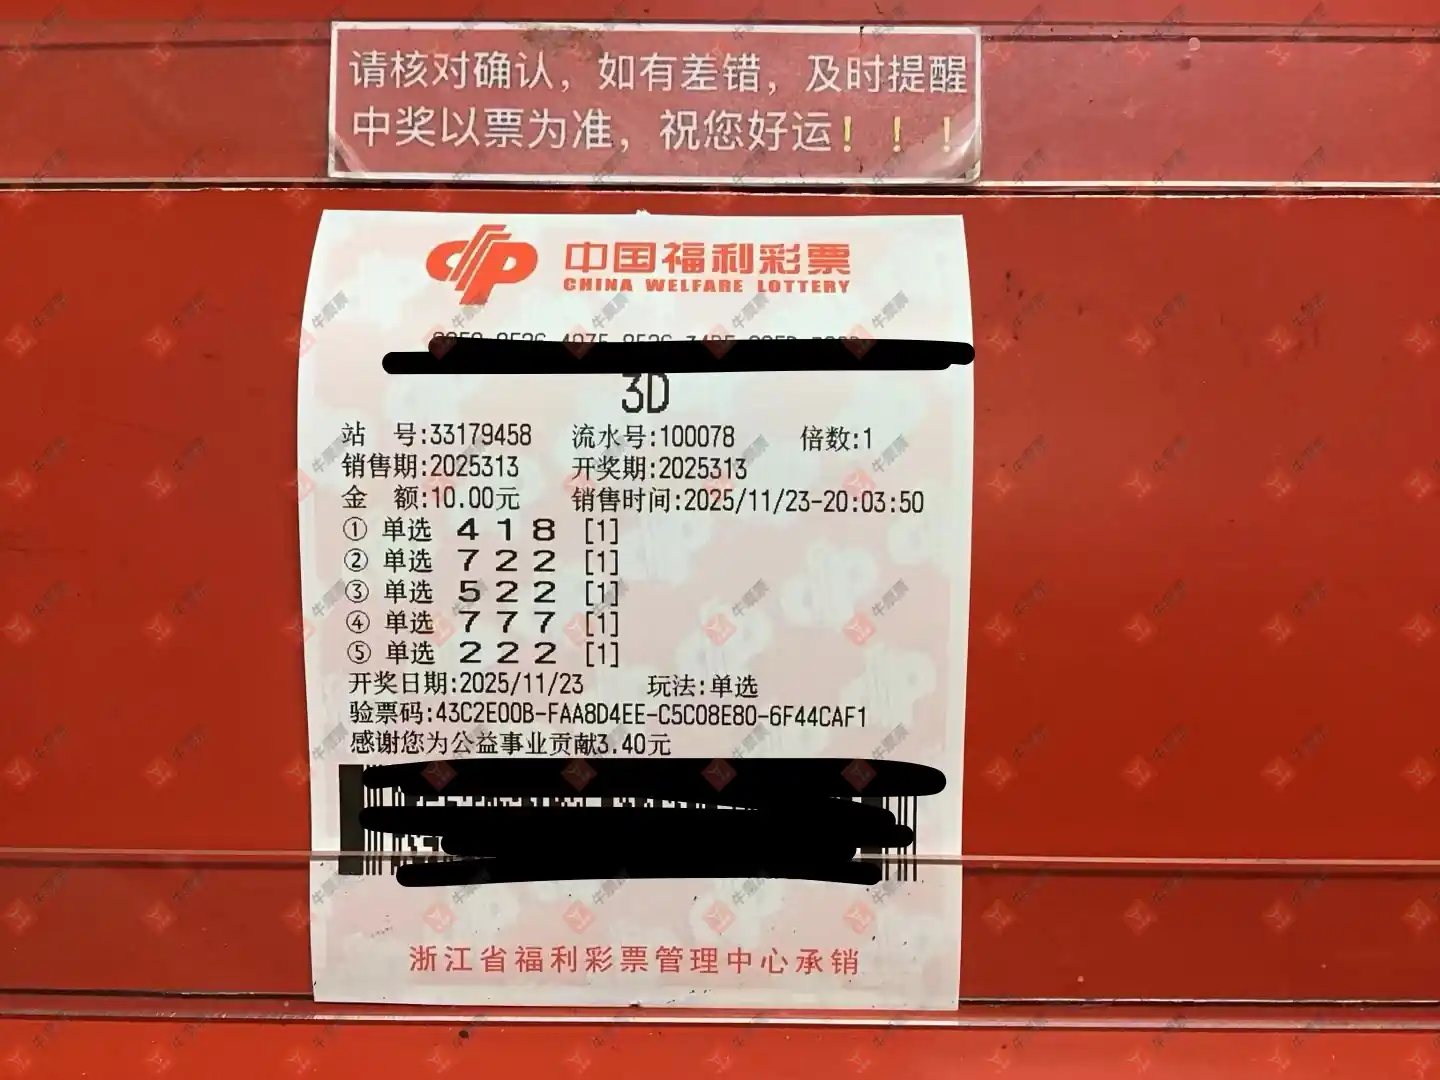 请核对确认，如有差错，及时提醒
中奖以票为准，祝您好运！！！
中国福利彩票
CHINA WELFARE LOTTERY
3D
站 号:33179458 流水号:100078 倍数:1
销售期:2025313 开奖期:2025313
金 额:10.00元 销售时间:2025/11/23-20:03:50
① 单选 4 1 8 [1]
② 单选 7 2 2 [1]
③ 单选 5 2 2 [1]
④ 单选 7 7 7 [1]
⑤ 单选 2 2 2 [1]
开奖日期:2025/11/23 玩法:单选
验票码:43C2E00B-FAA8D4EE-C5C08E80-6F44CAF1
感谢您为公益事业贡献3.40元
浙江省福利彩票管理中心承销